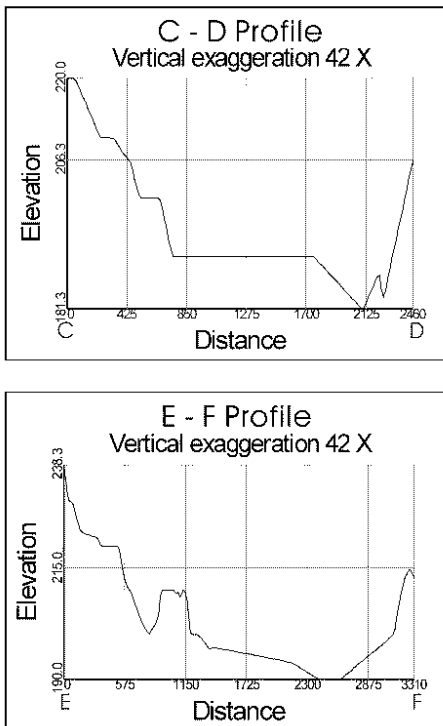 C - D Profile
Vertical exaggeration 42 X
Elevation
220.0
206.3
181.3
0 425 850 1275 1700 2125 2460
C D
Distance
E - F Profile
Vertical exaggeration 42 X
Elevation
238.3
215.0
190.0
0 575 1150 1725 2300 2875 3310
E F
Distance